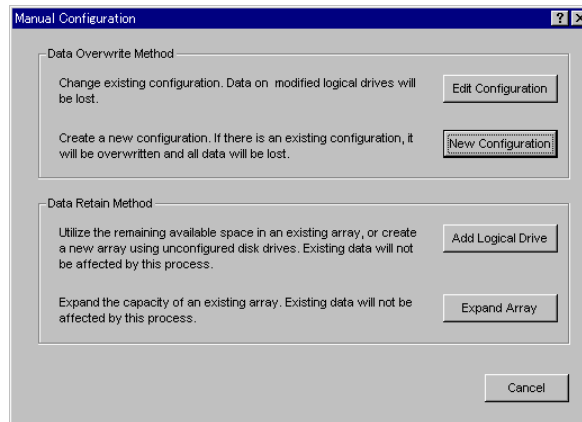 Manual Configuration
Data Overwrite Method
Change existing configuration. Data on modified logical drives will
be lost.
Edit Configuration
Create a new configuration. If there is an existing configuration, it
will be overwritten and all data will be lost.
New Configuration
Data Retain Method
Utilize the remaining available space in an existing array, or create
a new array using unconfigured disk drives. Existing data will not
be affected by this process.
Add Logical Drive
Expand the capacity of an existing array. Existing data will not be
affected by this process.
Expand Array
Cancel